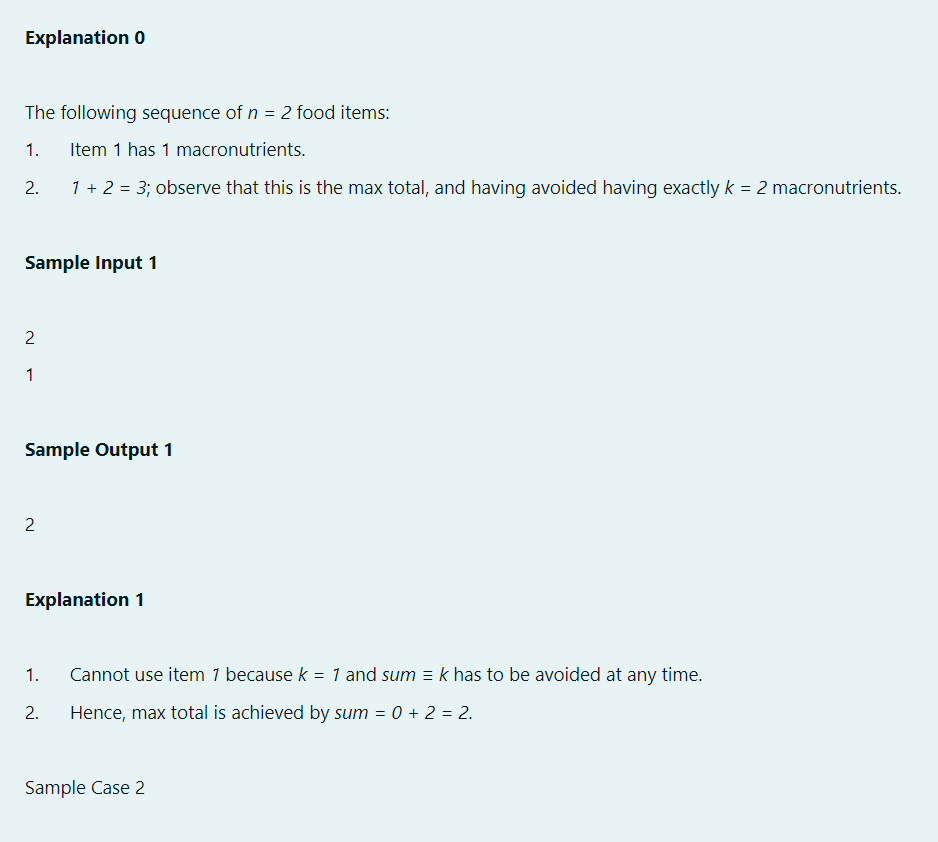 Explanation 0
The following sequence of n = 2 food items:
1. Item 1 has 1 macronutrients.
2. 1 + 2 = 3; observe that this is the max total, and having avoided having exactly k = 2 macronutrients.
Sample Input 1
2
1
Sample Output 1
2
Explanation 1
1. Cannot use item 1 because k = 1 and sum ≡ k has to be avoided at any time.
2. Hence, max total is achieved by sum = 0 + 2 = 2.
Sample Case 2